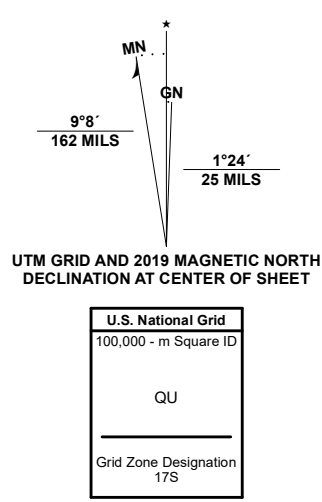 ★
MN
GN
9°8´
162 MILS
1°24´
25 MILS
UTM GRID AND 2019 MAGNETIC NORTH
DECLINATION AT CENTER OF SHEET
U.S. National Grid
100,000 - m Square ID
QU
Grid Zone Designation
17S